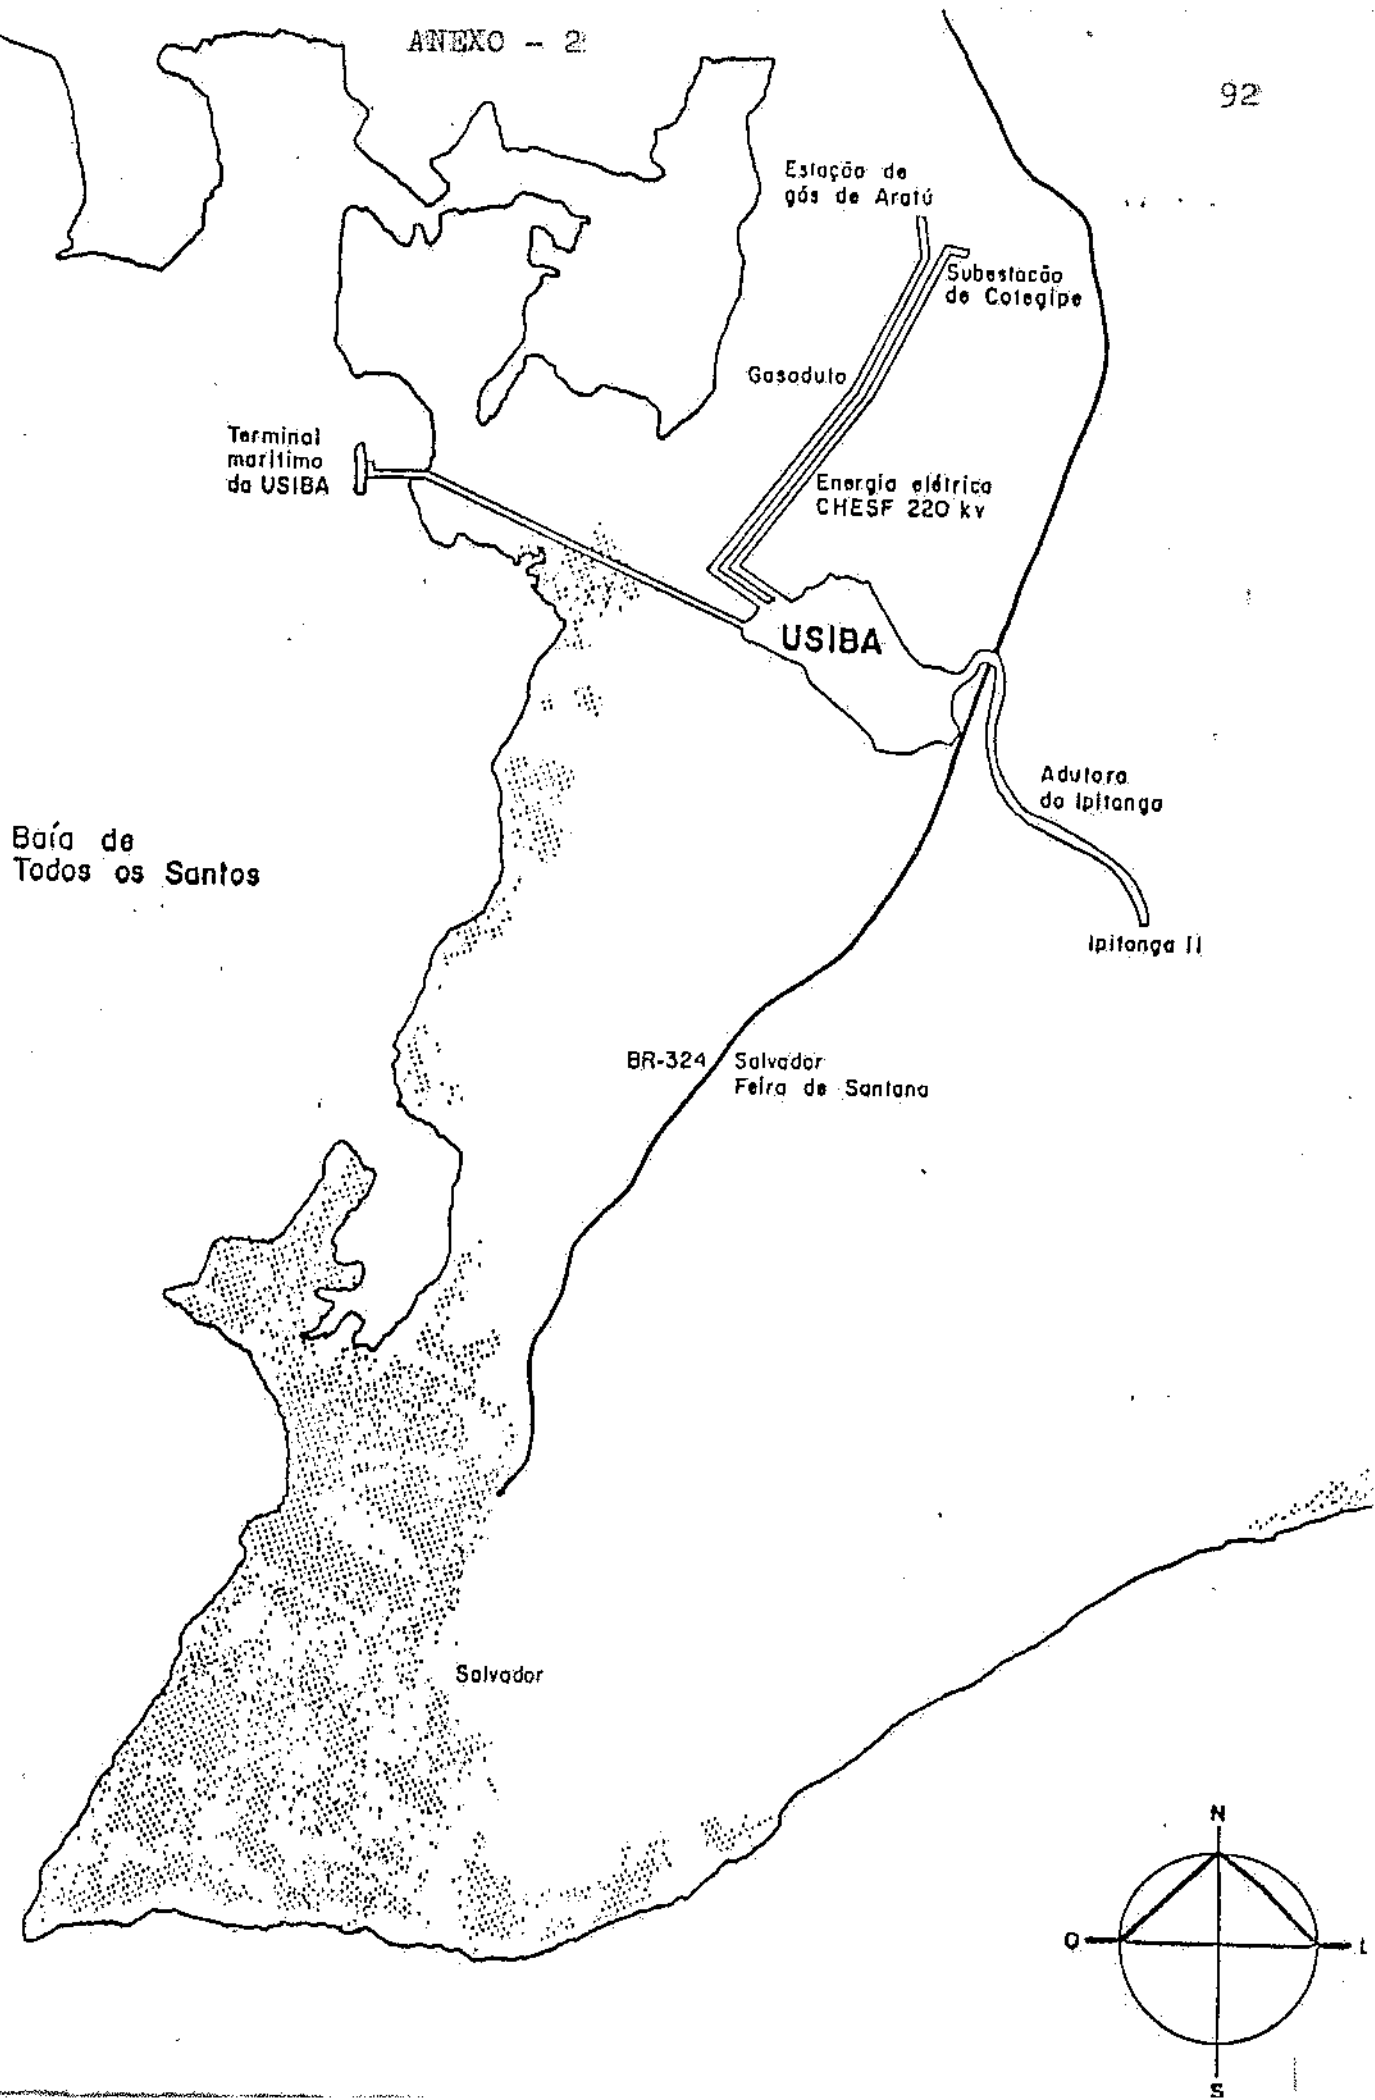 ANEXO - 2
92
Estação de
gás de Aratú
Subestacão
de Cotegipe
Gasoduto
Terminal
marítimo
da USIBA
Energia elétrica
CHESF 220 kv
USIBA
Adutora
do Ipitanga
Baía de
Todos os Santos
Ipitanga II
BR-324
Salvador
Feira de Santana
Salvador
N
O
L
S